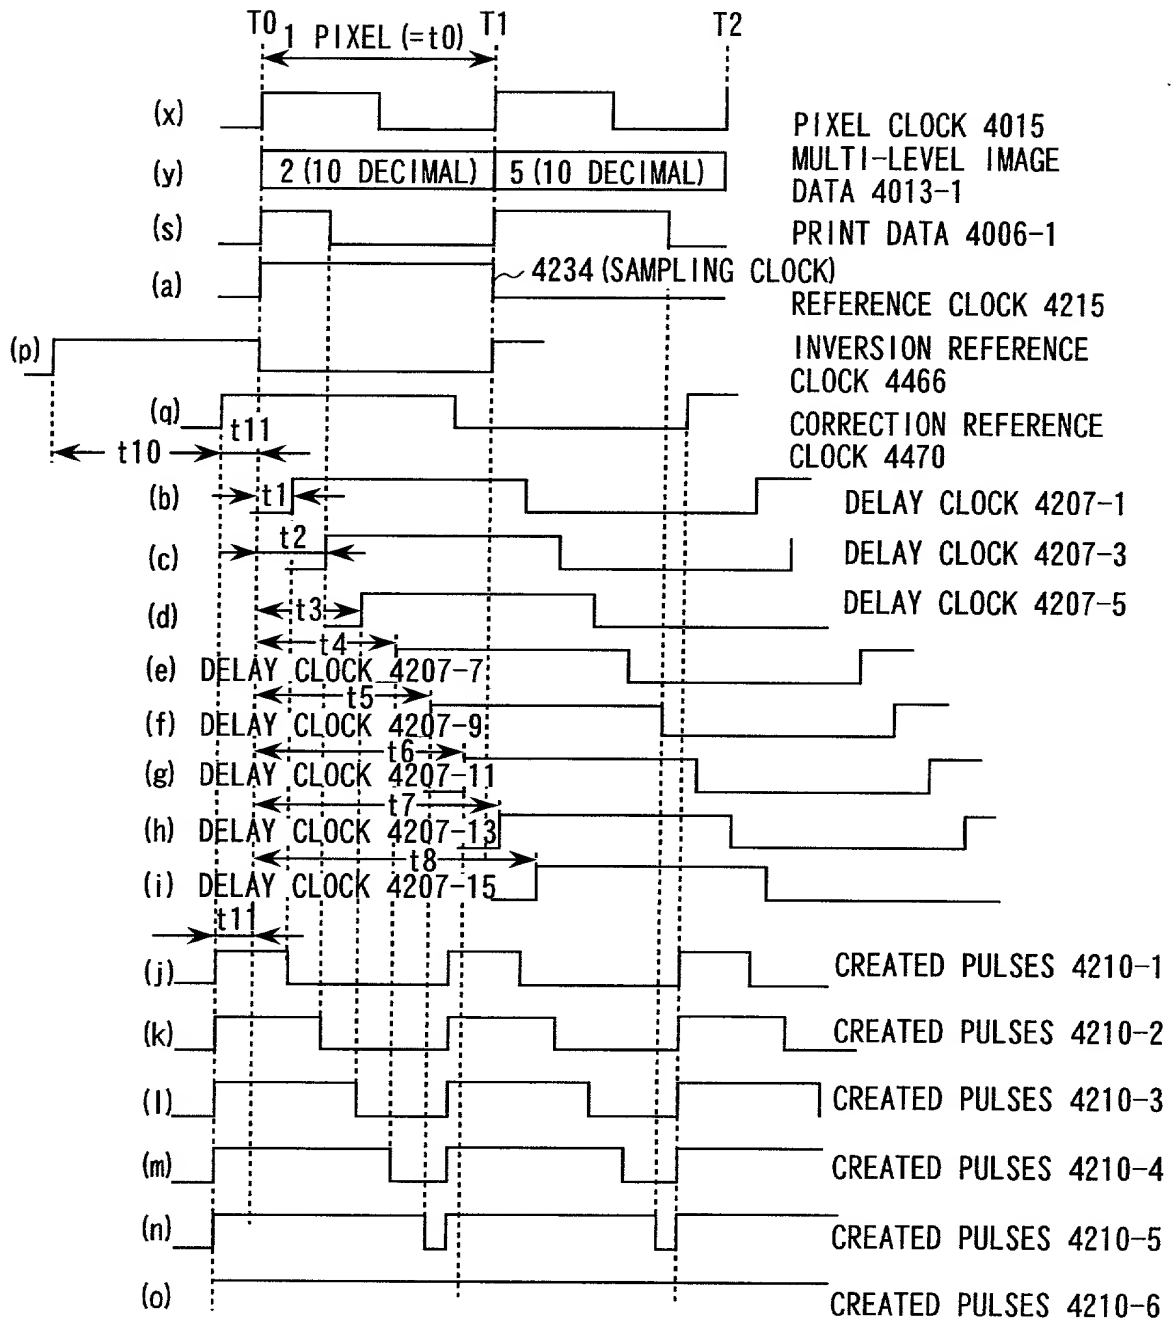 T0 1 PIXEL (=t0) T1 T2
(x) PIXEL CLOCK 4015
(y) 2 (10 DECIMAL) 5 (10 DECIMAL) MULTI-LEVEL IMAGE
DATA 4013-1
(s) PRINT DATA 4006-1
4234 (SAMPLING CLOCK)
(a) REFERENCE CLOCK 4215
(p) INVERSION REFERENCE
CLOCK 4466
(q) CORRECTION REFERENCE
CLOCK 4470
t10 t11
(b) t1 DELAY CLOCK 4207-1
(c) t2 DELAY CLOCK 4207-3
(d) t3 DELAY CLOCK 4207-5
t4
(e) DELAY CLOCK 4207-7
t5
(f) DELAY CLOCK 4207-9
t6
(g) DELAY CLOCK 4207-11
t7
(h) DELAY CLOCK 4207-13
t8
(i) DELAY CLOCK 4207-15
t11
(j) CREATED PULSES 4210-1
(k) CREATED PULSES 4210-2
(l) CREATED PULSES 4210-3
(m) CREATED PULSES 4210-4
(n) CREATED PULSES 4210-5
(o) CREATED PULSES 4210-6